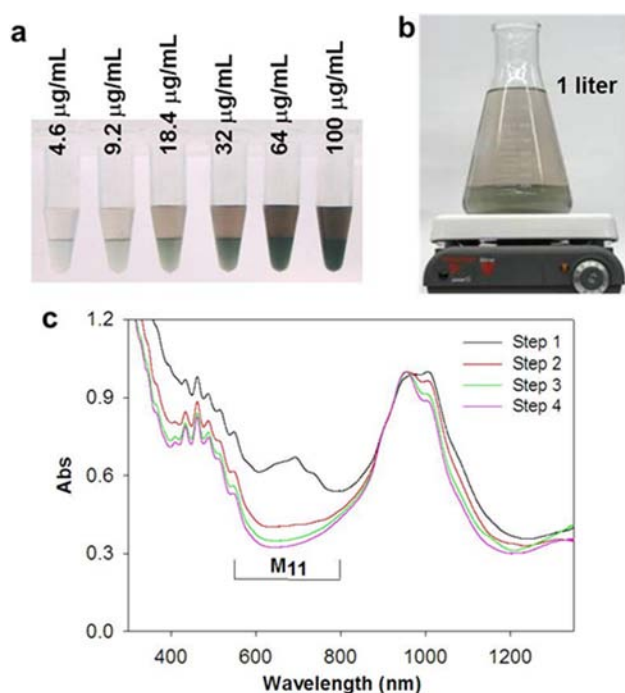 a
4.6 µg/mL
9.2 µg/mL
18.4 µg/mL
32 µg/mL
64 µg/mL
100 µg/mL
b
1 liter
c
1.2
0.9
0.6
0.3
0.0
Abs
Step 1
Step 2
Step 3
Step 4
M11
400
600
800
1000
1200
Wavelength (nm)